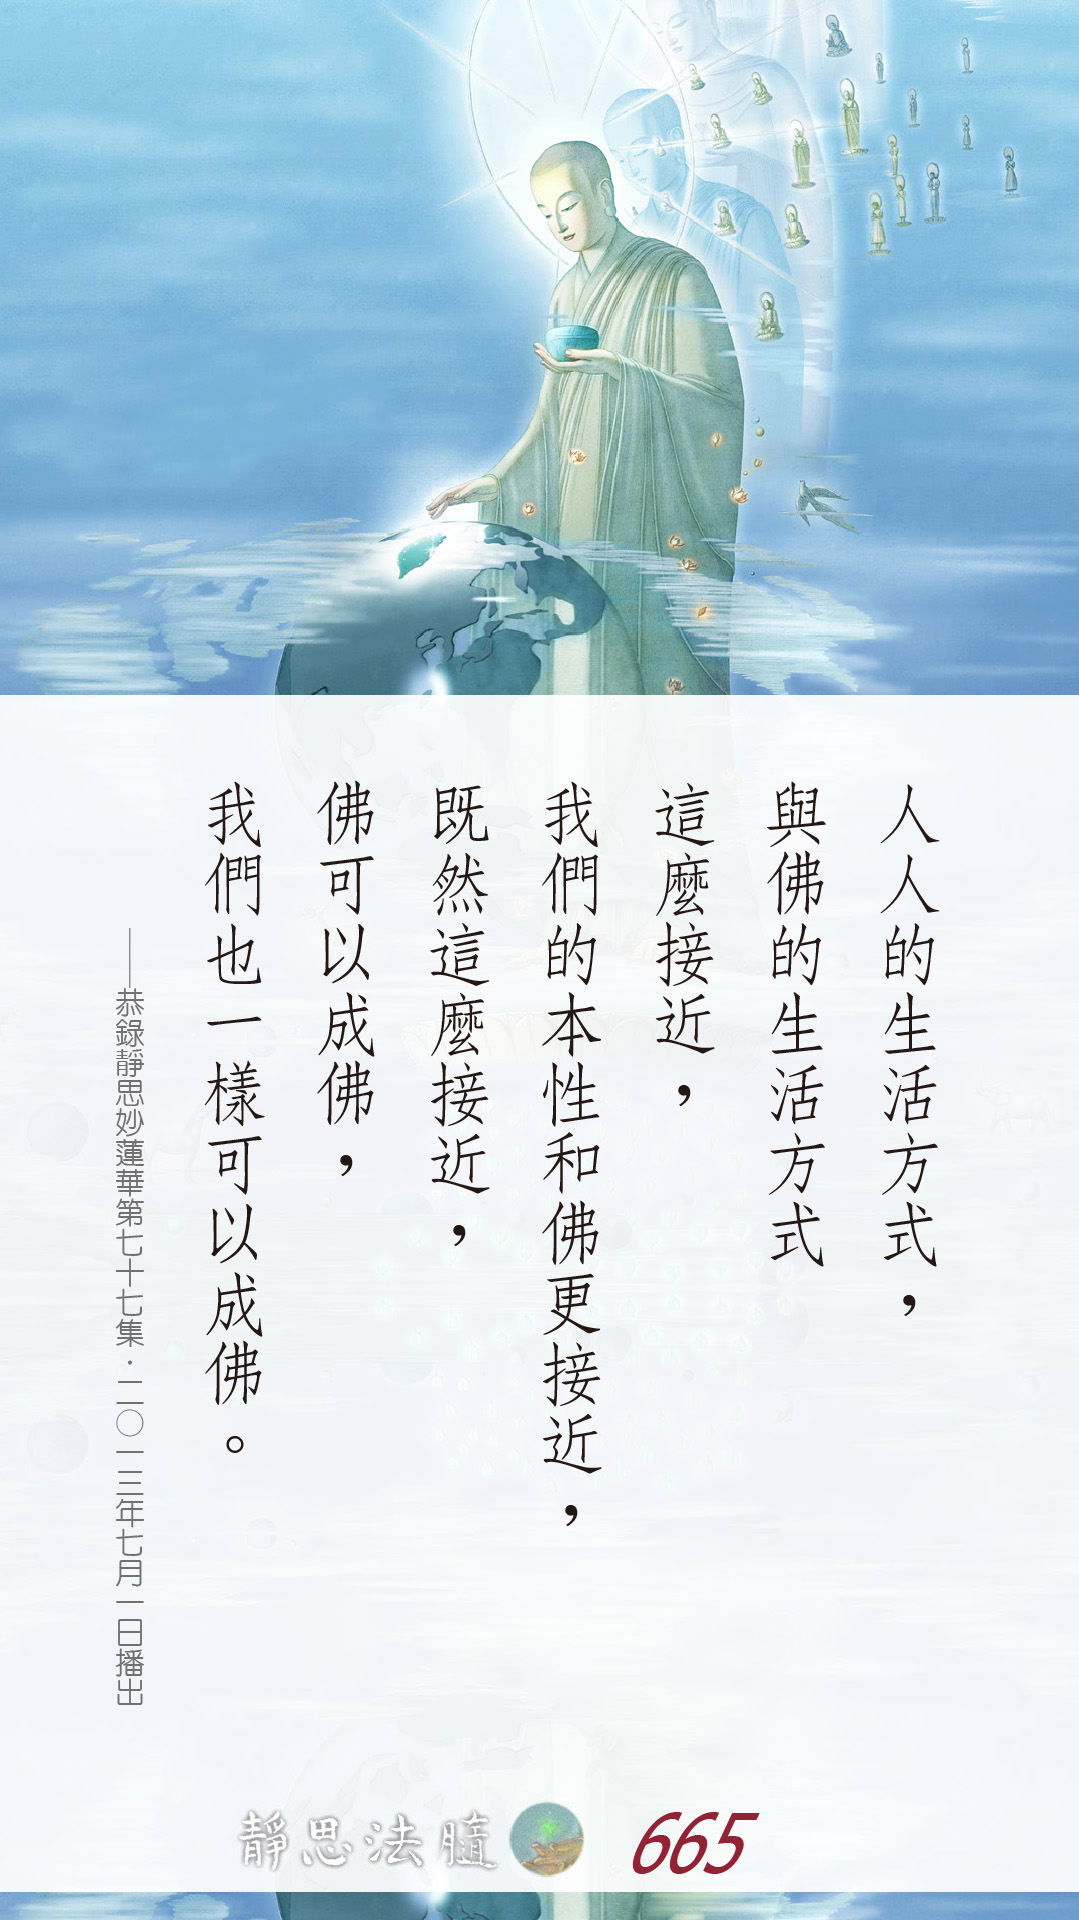 人人的生活方式，
與佛的生活方式
這麼接近，
我們的本性和佛更接近，
既然這麼接近，
佛可以成佛，
我們也一樣可以成佛。
——恭錄靜思妙蓮華第七十七集・二〇一三年七月一日播出
靜思法髓
665